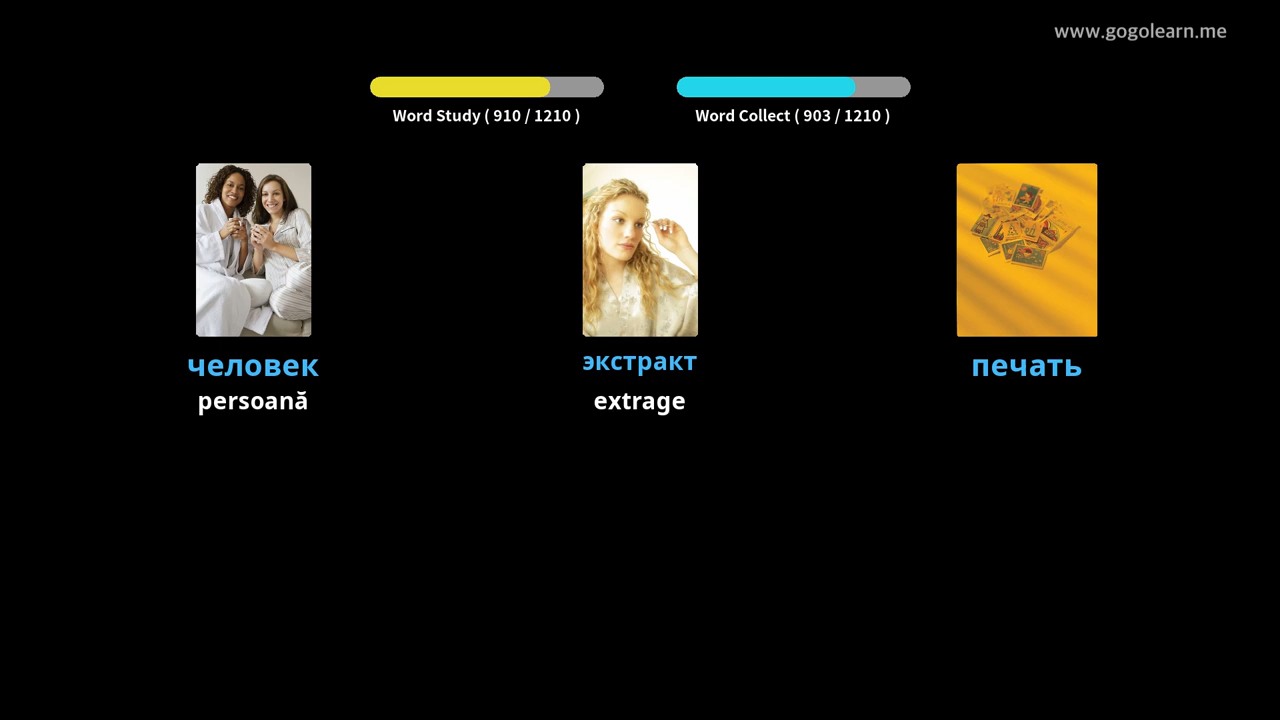 www.gogolearn.me
Word Study ( 910 / 1210 )
Word Collect ( 903 / 1210 )
человек
persoană
экстракт
extrage
печать